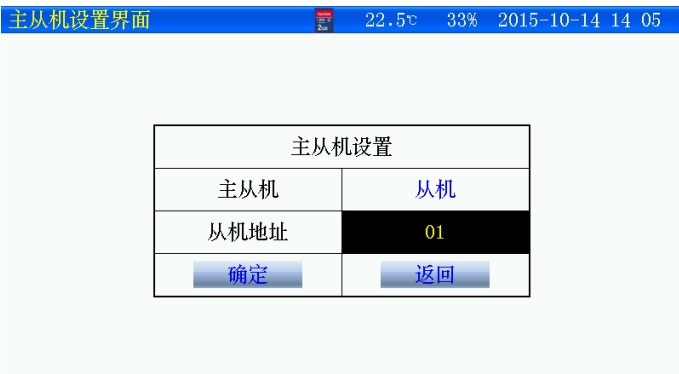 主从机设置界面 22.5℃ 33% 2015-10-14 14 05
主从机设置
主从机 从机
从机地址 01
确定 返回